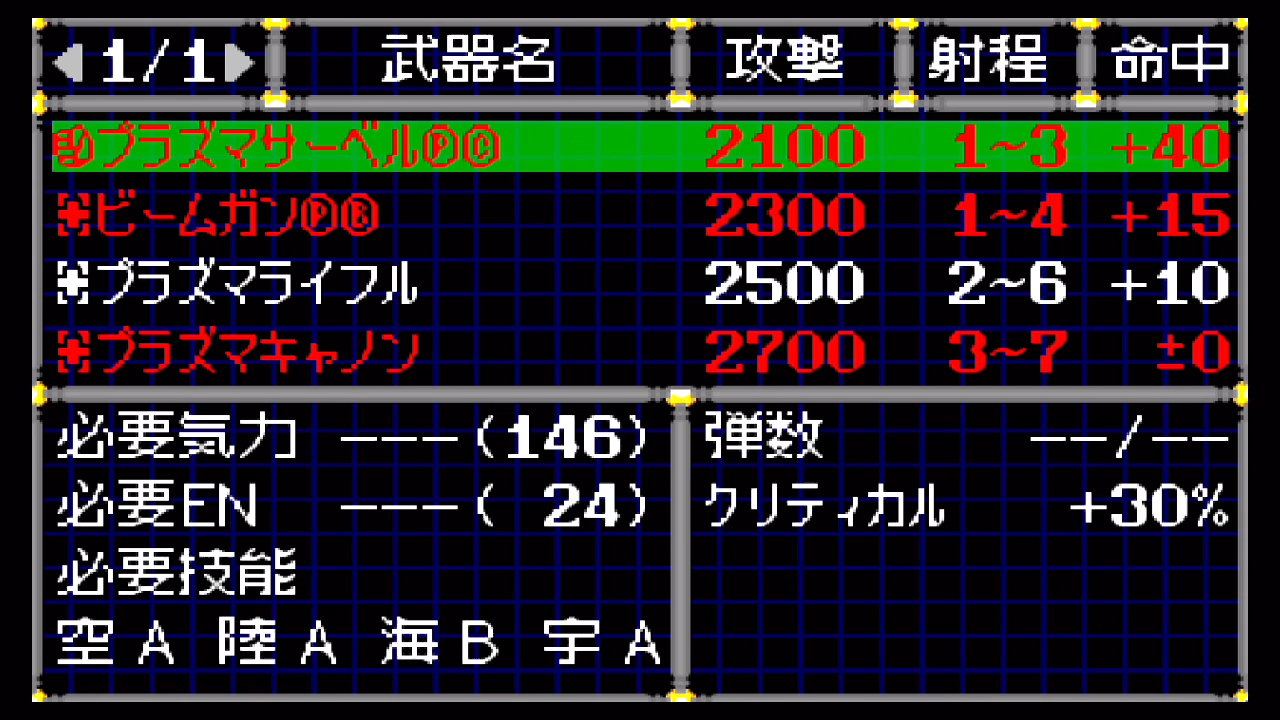 ◀1/1▶ 武器名 攻撃 射程 命中
プラズマサーベルⓅⒸ 2100 1~3 +40
ビームガンⓅⒷ 2300 1~4 +15
プラズマライフル 2500 2~6 +10
プラズマキャノン 2700 3~7 ±0
必要気力 ---(146) 弾数 --/--
必要EN ---( 24) クリティカル +30%
必要技能
空 A 陸 A 海 B 宇 A